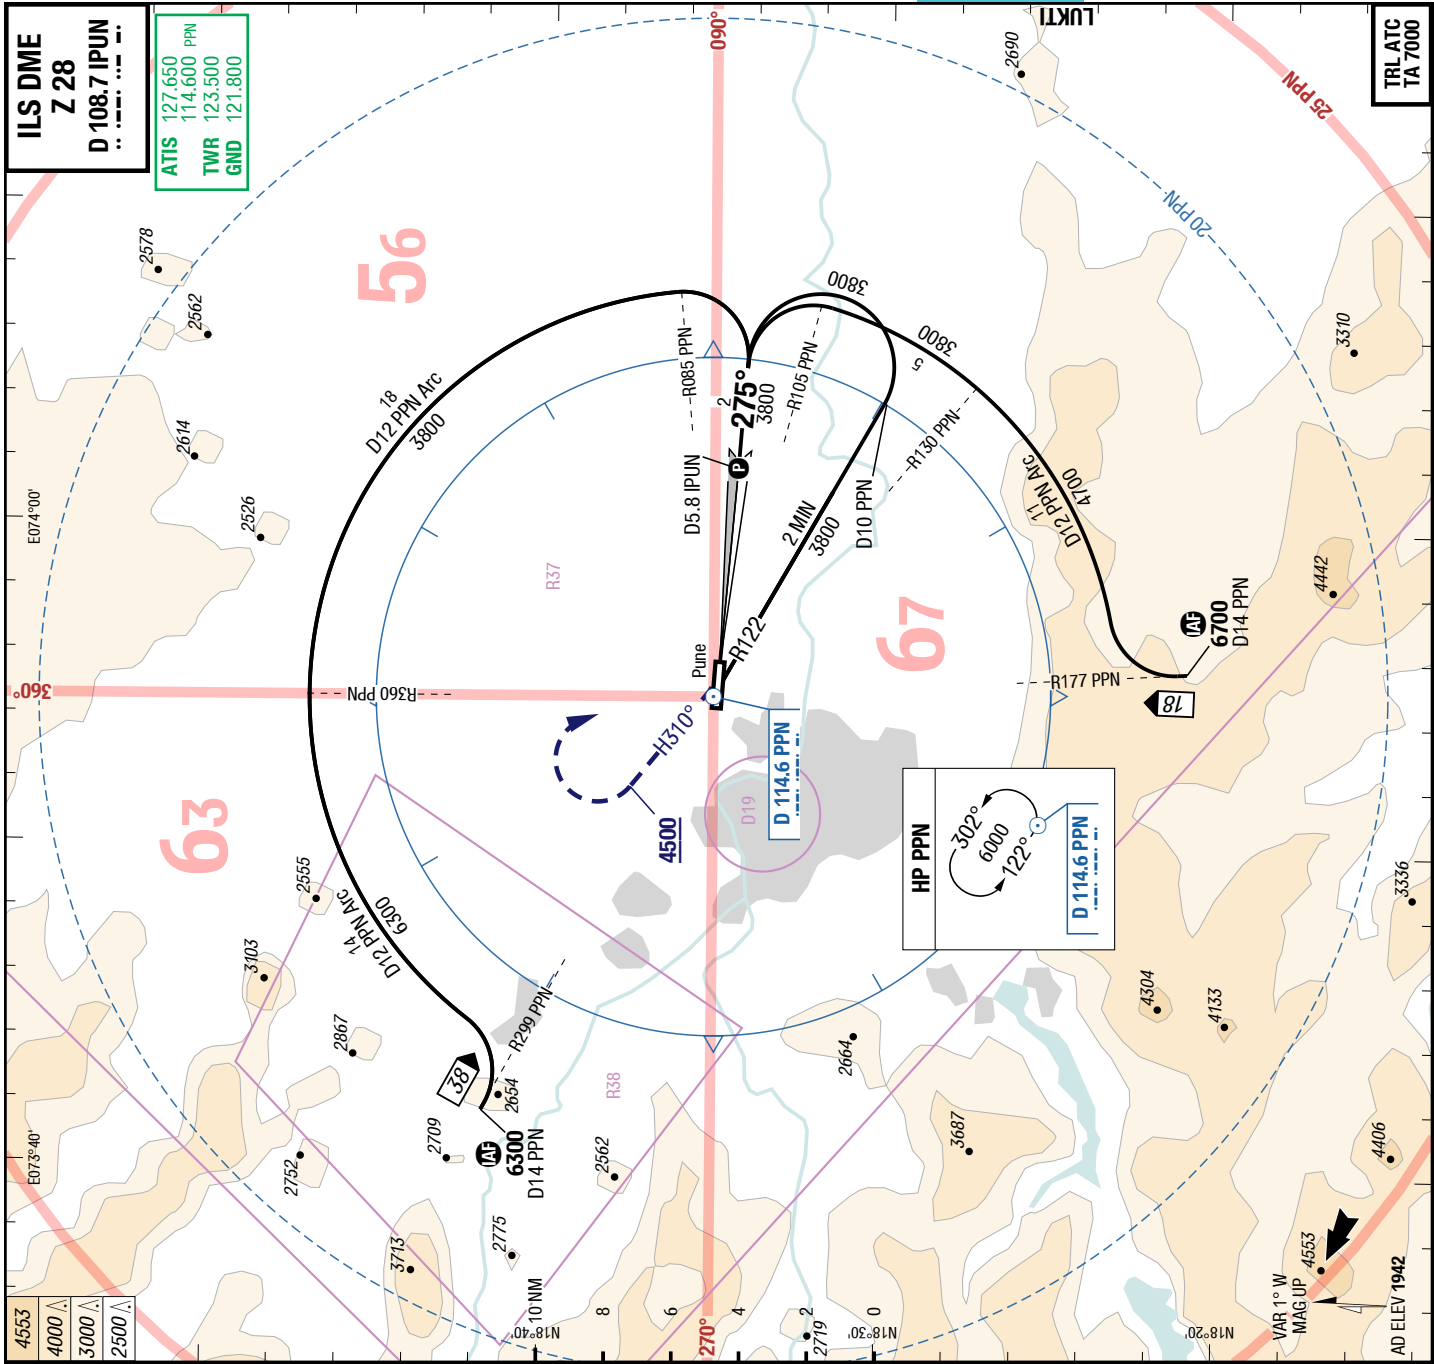 ILS DME
Z 28
D 108.7 IPUN
ATIS 127.650
114.600 PPN
TWR 123.500
GND 121.800
LUKTI
TRL ATC
TA 7000
090°
360°
270°
25 PPN
20 PPN
56
63
67
2690
2578
2562
2614
2526
3310
4442
3336
4304
4133
4406
4553
3687
2664
2719
2562
2775
2709
2654
2752
2867
3103
2555
3713
E074°00'
E073°40'
18
D12 PPN Arc
3800
R085 PPN
2
275°
3800
R105 PPN
3800
3800
5
R130 PPN
D5.8 IPUN
P
2 MIN
3800
D10 PPN
R122
11
D12 PPN Arc
4700
R37
Pune
R360 PPN
H310°
4500
D 114.6 PPN
D19
R177 PPN
IAF
6700
D14 PPN
18
HP PPN
302°
6000
122°
D 114.6 PPN
14
D12 PPN Arc
6300
R299 PPN
38
IAF
6300
D14 PPN
R38
4553
4000
3000
2500
N18°40'
10 NM
8
6
4
2
0
N18°30'
N18°20'
VAR 1° W
MAG UP
AD ELEV 1942